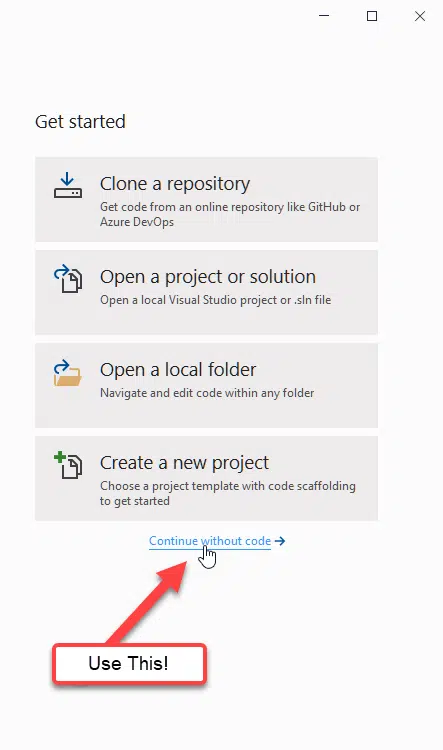 Get started
Clone a repository
Get code from an online repository like GitHub or
Azure DevOps
Open a project or solution
Open a local Visual Studio project or .sln file
Open a local folder
Navigate and edit code within any folder
Create a new project
Choose a project template with code scaffolding
to get started
Continue without code →
Use This!